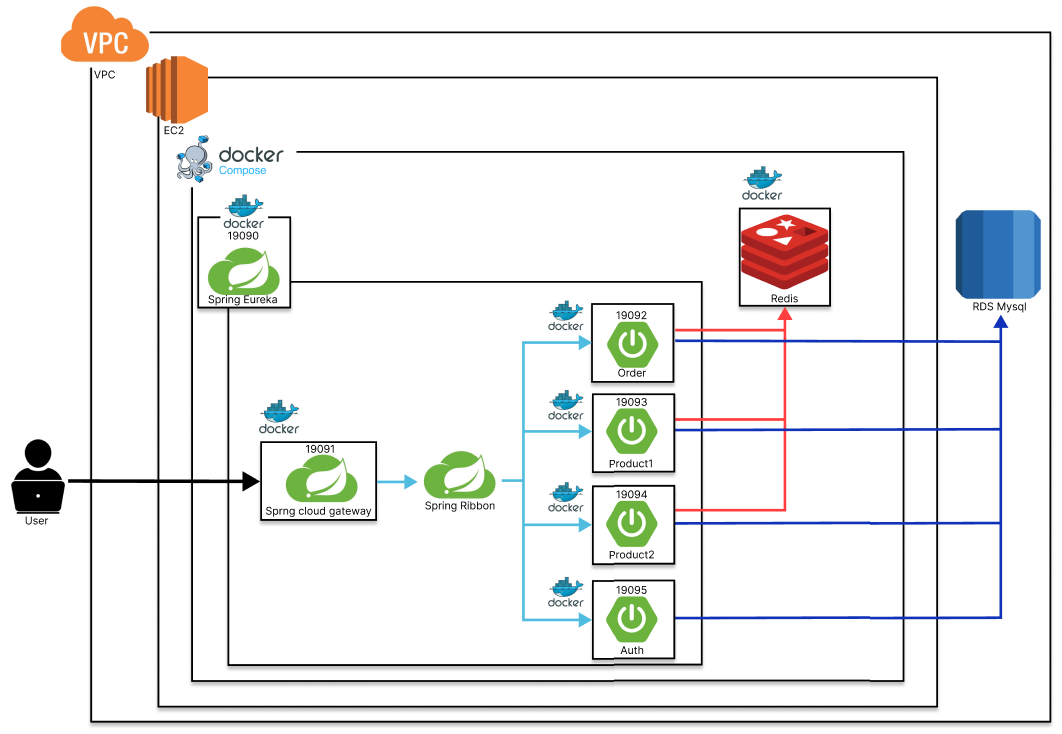 VPC
VPC
EC2
docker
Compose
docker
19090
Spring Eureka
docker
Redis
RDS Mysql
docker
19092
Order
docker
19093
Product1
docker
19091
Sprng cloud gateway
Spring Ribbon
docker
19094
Product2
User
docker
19095
Auth